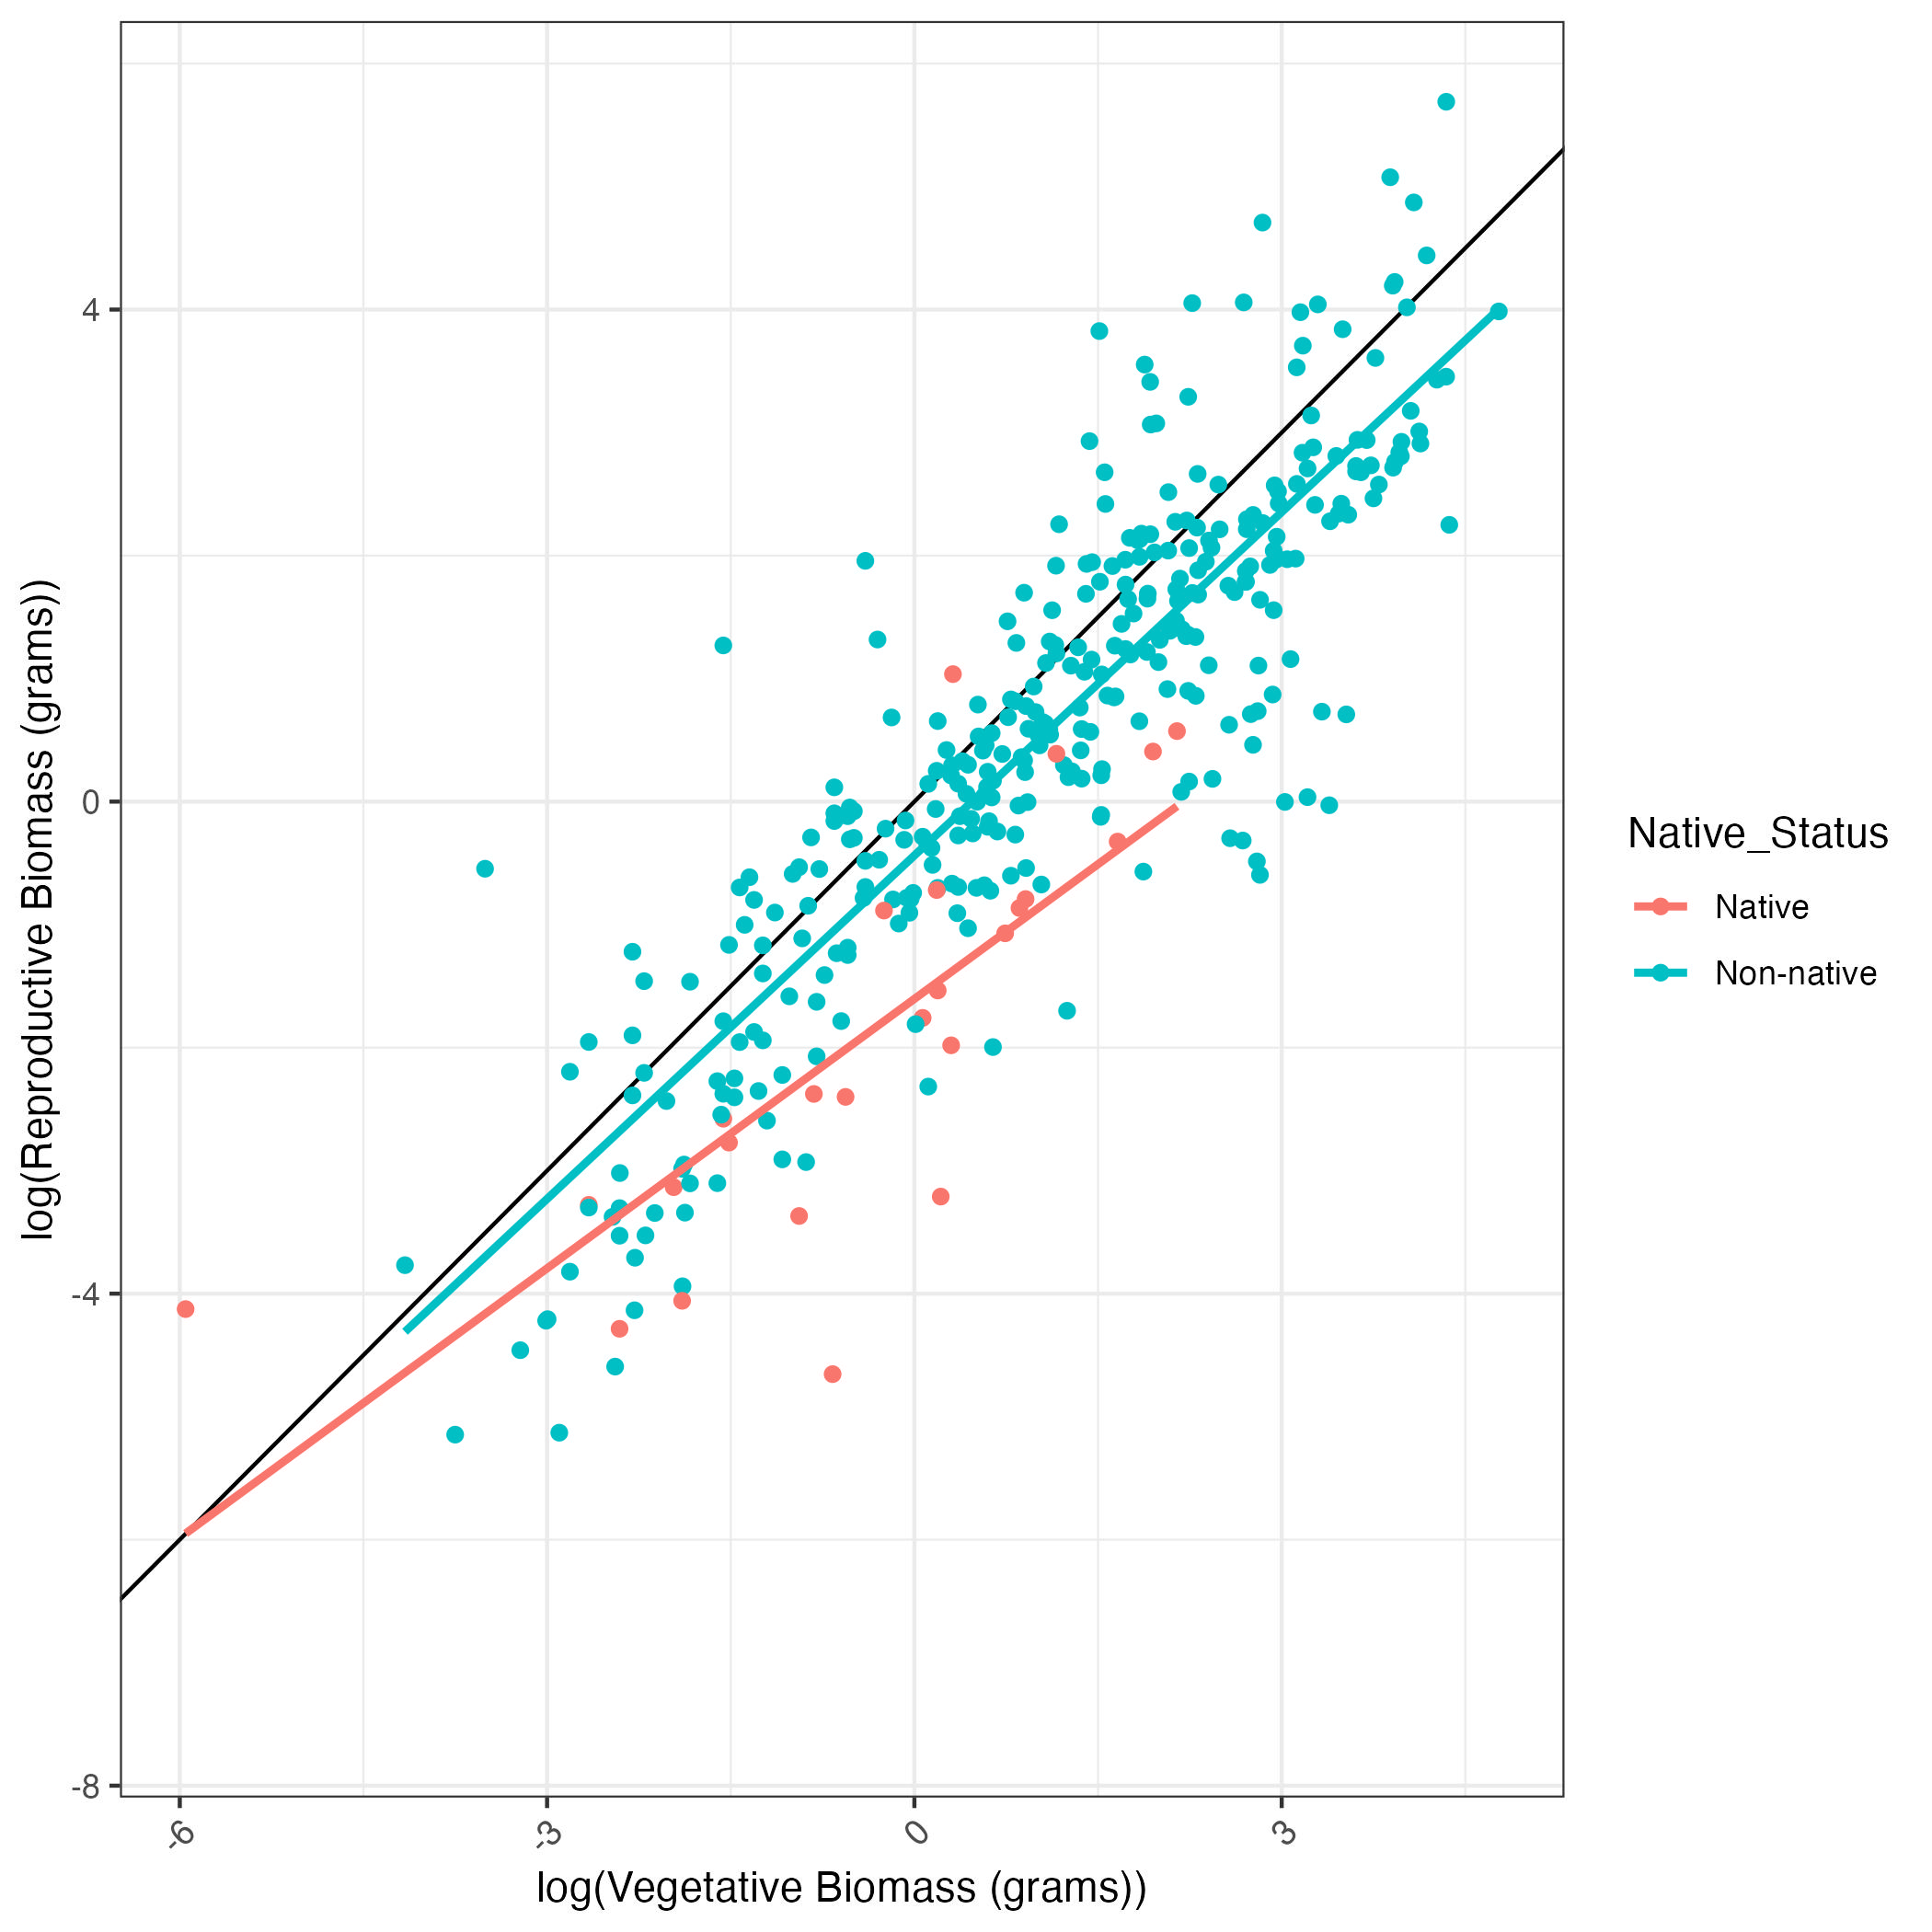 log(Reproductive Biomass (grams))
4
0
-4
-8
-6
-3
0
3
log(Vegetative Biomass (grams))
Native_Status
Native
Non-native